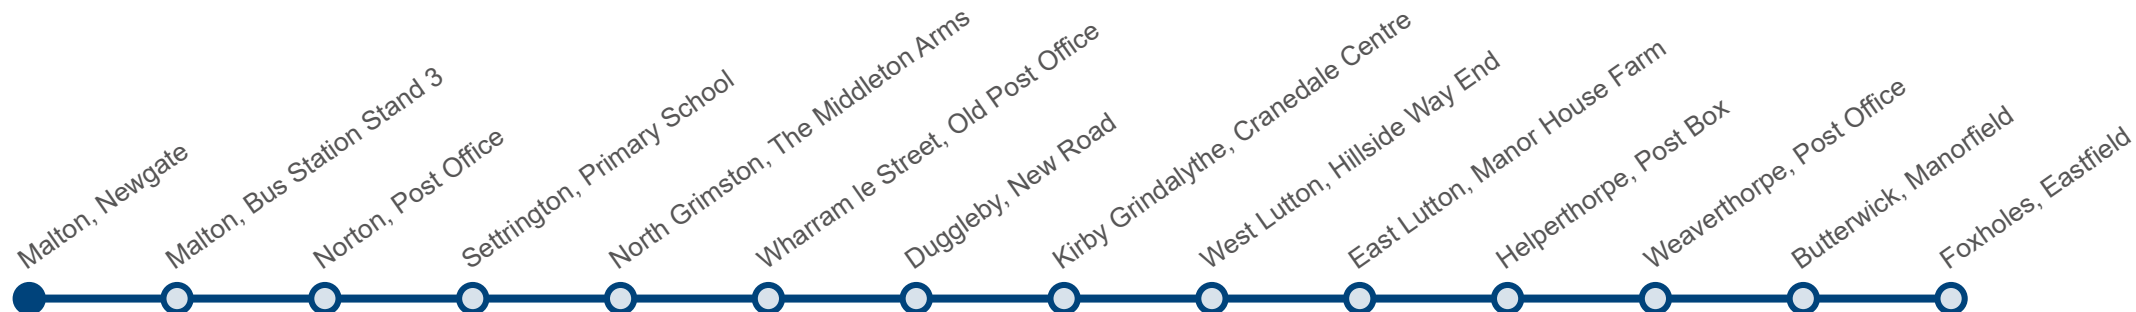 Malton, Newgate
Malton, Bus Station Stand 3
Norton, Post Office
Settrington, Primary School
North Grimston, The Middleton Arms
Wharram le Street, Old Post Office
Duggleby, New Road
Kirby Grindalythe, Cranedale Centre
West Lutton, Hillside Way End
East Lutton, Manor House Farm
Helperthorpe, Post Box
Weaverthorpe, Post Office
Butterwick, Manorfield
Foxholes, Eastfield